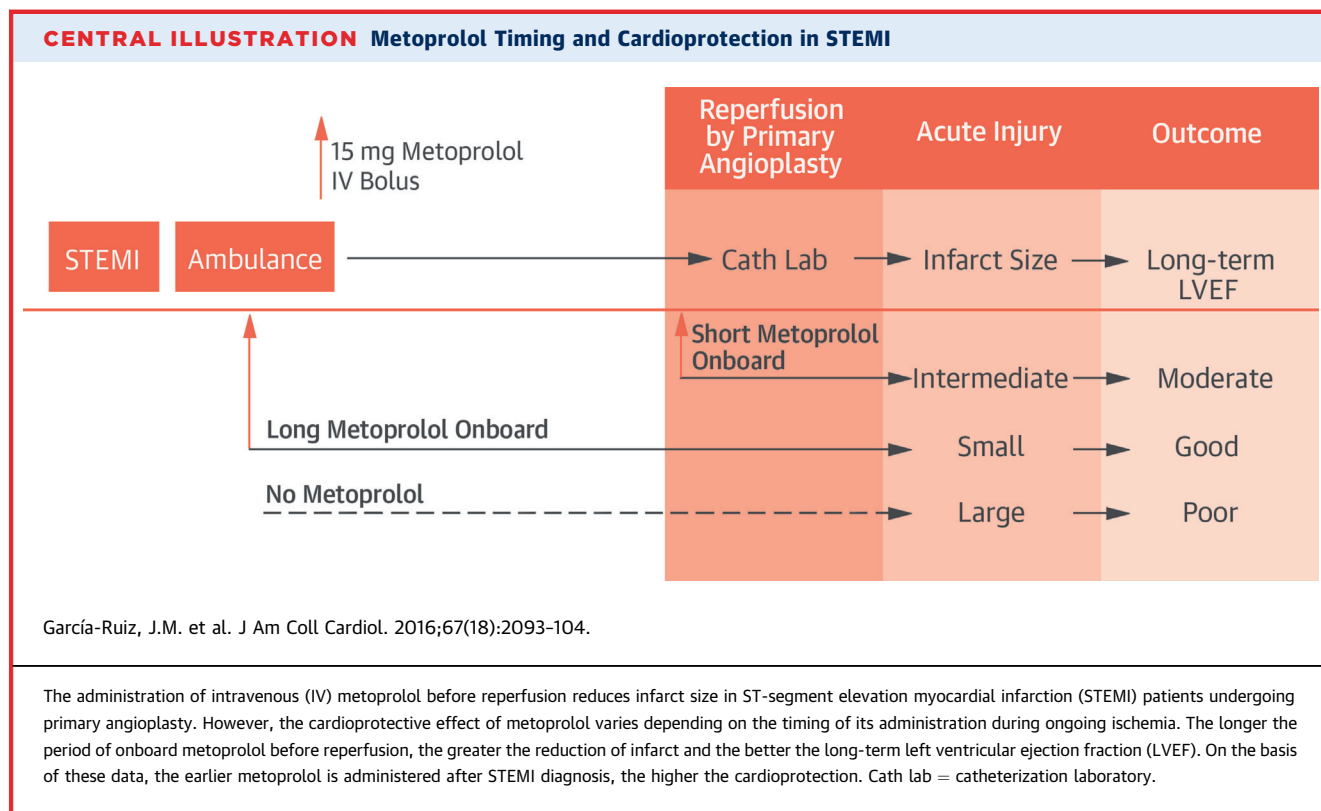 CENTRAL ILLUSTRATION Metoprolol Timing and Cardioprotection in STEMI
Reperfusion
by Primary
Angioplasty
Acute Injury
Outcome
15 mg Metoprolol
IV Bolus
STEMI
Ambulance
Cath Lab
Infarct Size
Long-term
LVEF
Short Metoprolol
Onboard
Intermediate
Moderate
Long Metoprolol Onboard
Small
Good
No Metoprolol
Large
Poor
García-Ruiz, J.M. et al. J Am Coll Cardiol. 2016;67(18):2093–104.
The administration of intravenous (IV) metoprolol before reperfusion reduces infarct size in ST-segment elevation myocardial infarction (STEMI) patients undergoing
primary angioplasty. However, the cardioprotective effect of metoprolol varies depending on the timing of its administration during ongoing ischemia. The longer the
period of onboard metoprolol before reperfusion, the greater the reduction of infarct and the better the long-term left ventricular ejection fraction (LVEF). On the basis
of these data, the earlier metoprolol is administered after STEMI diagnosis, the higher the cardioprotection. Cath lab = catheterization laboratory.